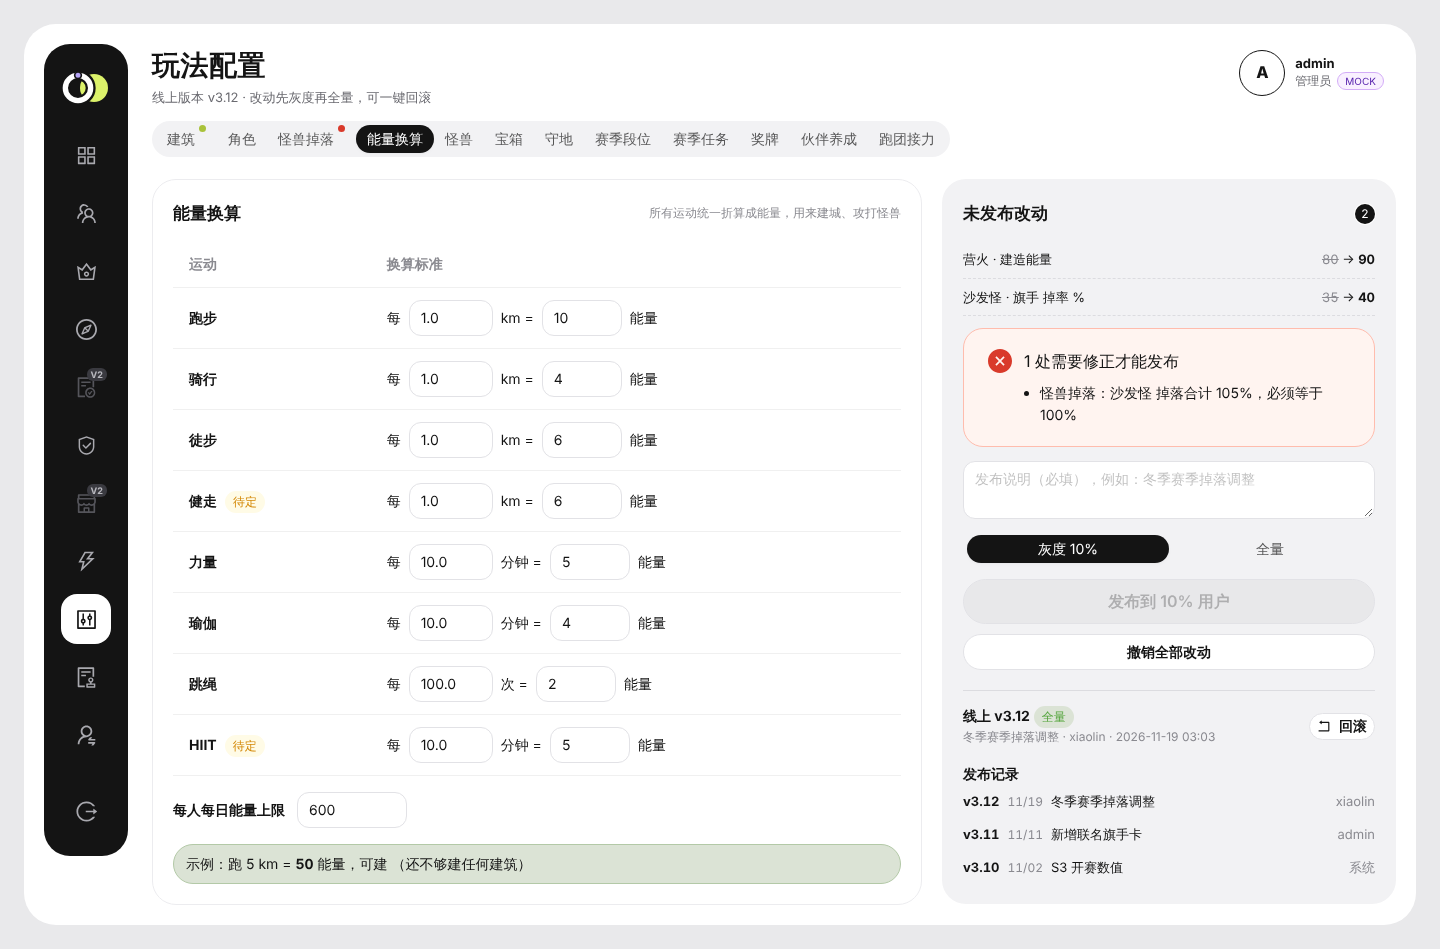 玩法配置
线上版本 v3.12 · 改动先灰度再全量，可一键回滚
A
admin
管理员 MOCK
建筑 角色 怪兽掉落 能量换算 怪兽 宝箱 守地 赛季段位 赛季任务 奖牌 伙伴养成 跑团接力
V2
V2
能量换算
所有运动统一折算成能量，用来建城、攻打怪兽
运动 换算标准
跑步 每 1.0 km = 10 能量
骑行 每 1.0 km = 4 能量
徒步 每 1.0 km = 6 能量
健走 待定 每 1.0 km = 6 能量
力量 每 10.0 分钟 = 5 能量
瑜伽 每 10.0 分钟 = 4 能量
跳绳 每 100.0 次 = 2 能量
HIIT 待定 每 10.0 分钟 = 5 能量
每人每日能量上限 600
示例：跑 5 km = 50 能量，可建 （还不够建任何建筑）
未发布改动 2
营火 · 建造能量 80 → 90
沙发怪 · 旗手 掉率 % 35 → 40
1 处需要修正才能发布
• 怪兽掉落：沙发怪 掉落合计 105%，必须等于
100%
发布说明（必填），例如：冬季赛季掉落调整
灰度 10% 全量
发布到 10% 用户
撤销全部改动
线上 v3.12 全量
冬季赛季掉落调整 · xiaolin · 2026-11-19 03:03
回滚
发布记录
v3.12 11/19 冬季赛季掉落调整 xiaolin
v3.11 11/11 新增联名旗手卡 admin
v3.10 11/02 S3 开赛数值 系统